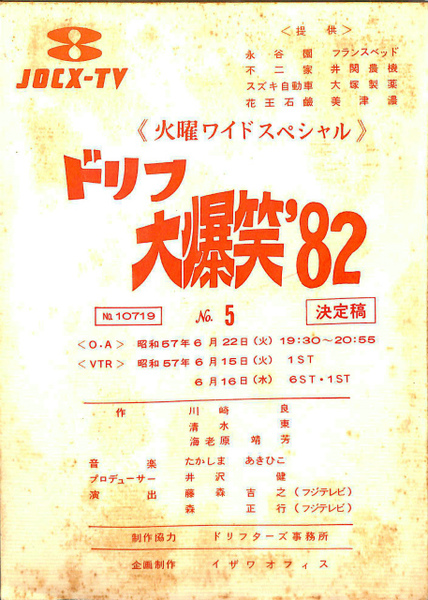 JOCX-TV
＜提供＞
永谷園 フランスベッド
不二家 井関農機
スズキ自動車 大塚製薬
花王石鹸 美津濃
《火曜ワイドスペシャル》
ドリフ
大爆笑'82
№10719 No. 5 決定稿
＜O.A＞ 昭和57年6月22日(火) 19:30～20:55
＜VTR＞ 昭和57年6月15日(火) 1ST
6月16日(水) 6ST・1ST
作 川崎良
清水東
海老原靖芳
音楽 たかしまあきひこ
プロデューサー 井沢健
演出 藤森吉之(フジテレビ)
森正行(フジテレビ)
制作協力 ドリフターズ事務所
企画制作 イザワオフィス